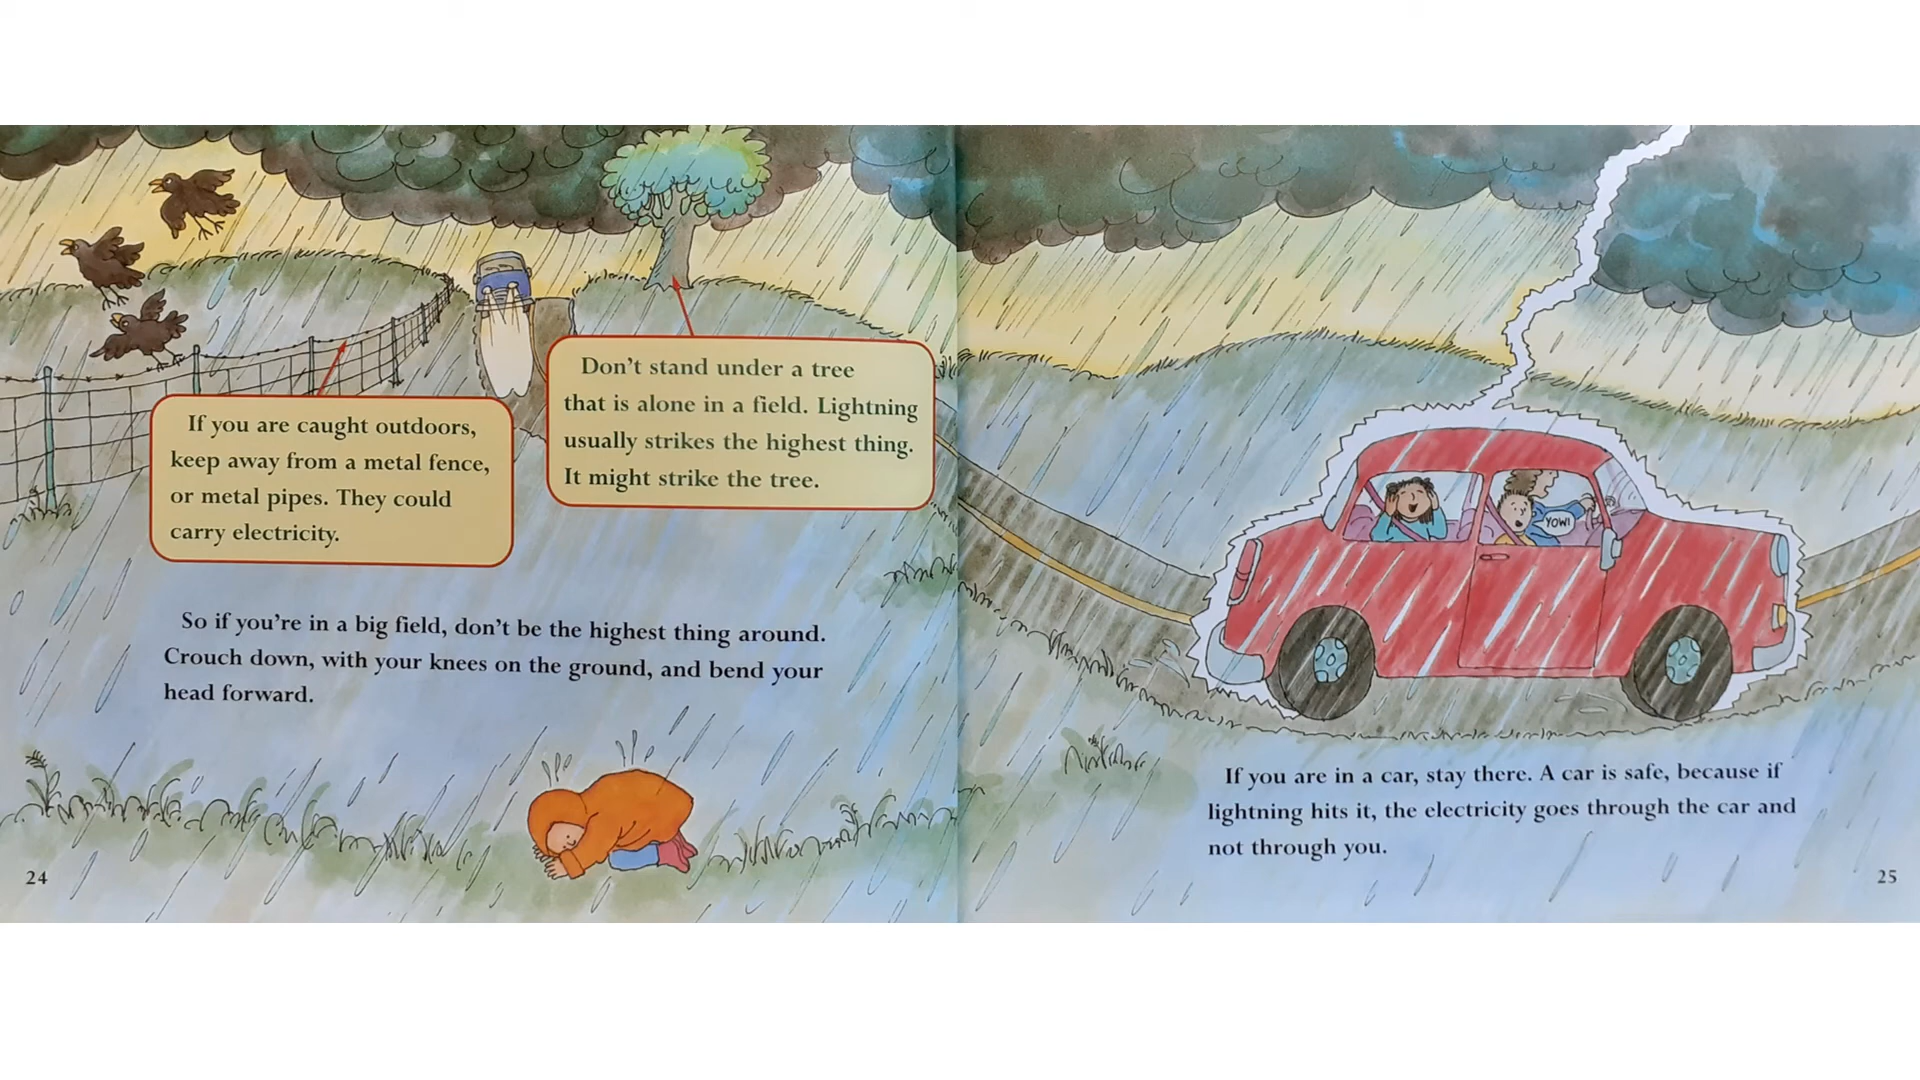 If you are caught outdoors,
keep away from a metal fence,
or metal pipes. They could
carry electricity.
Don't stand under a tree
that is alone in a field. Lightning
usually strikes the highest thing.
It might strike the tree.
So if you're in a big field, don't be the highest thing around.
Crouch down, with your knees on the ground, and bend your
head forward.
24
YOW!
If you are in a car, stay there. A car is safe, because if
lightning hits it, the electricity goes through the car and
not through you.
25